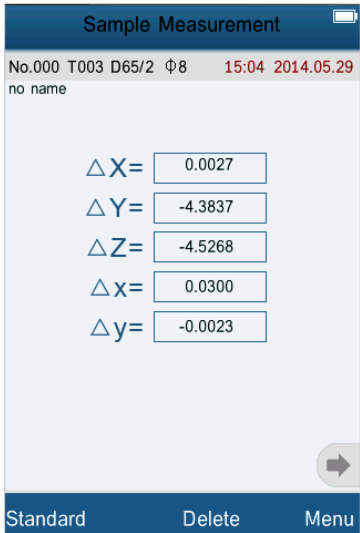 Sample Measurement
No.000 T003 D65/2 Φ8 15:04 2014.05.29
no name
△X= 0.0027
△Y= -4.3837
△Z= -4.5268
△x= 0.0300
△y= -0.0023
Standard Delete Menu